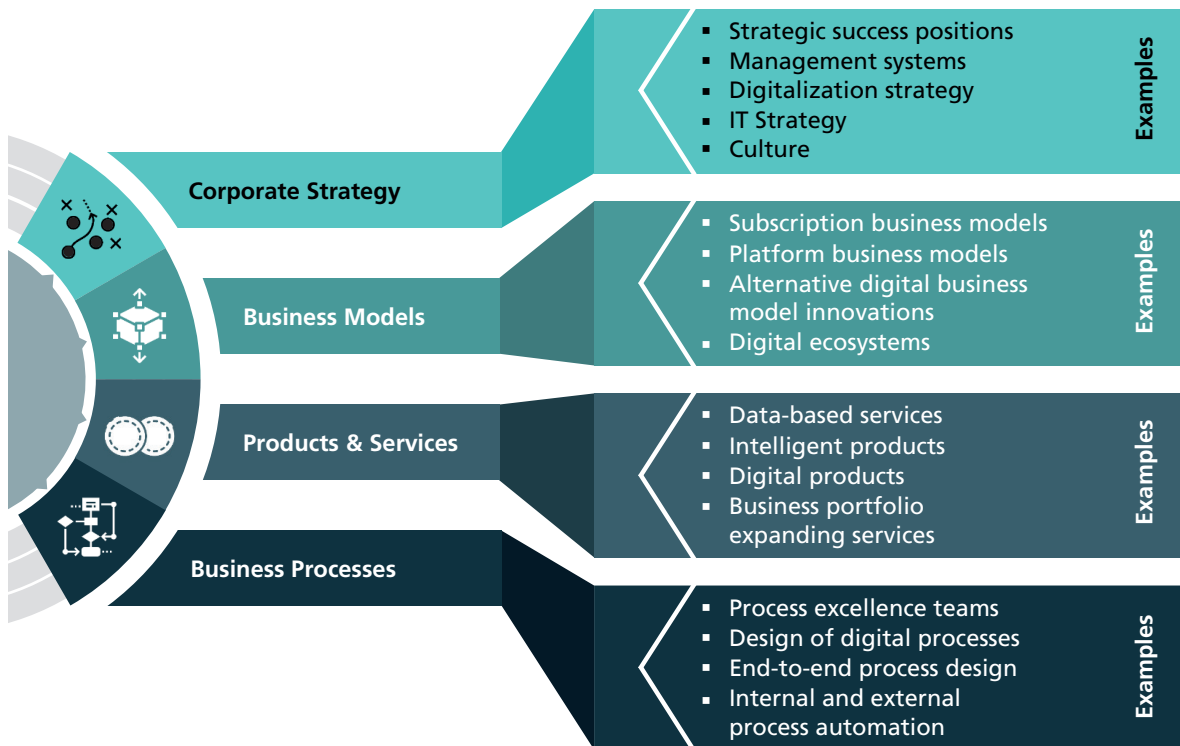 Corporate Strategy
▪ Strategic success positions
▪ Management systems
▪ Digitalization strategy
▪ IT Strategy
▪ Culture
Examples
Business Models
▪ Subscription business models
▪ Platform business models
▪ Alternative digital business
model innovations
▪ Digital ecosystems
Examples
Products & Services
▪ Data-based services
▪ Intelligent products
▪ Digital products
▪ Business portfolio
expanding services
Examples
Business Processes
▪ Process excellence teams
▪ Design of digital processes
▪ End-to-end process design
▪ Internal and external
process automation
Examples